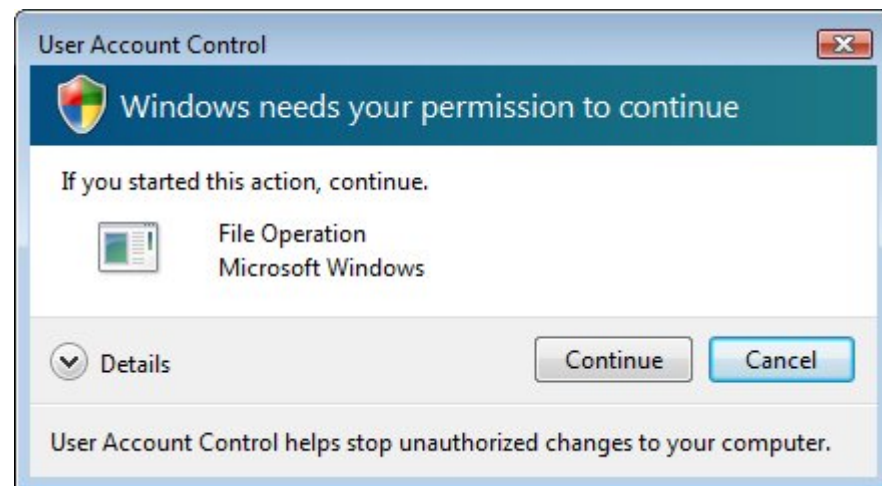 User Account Control
Windows needs your permission to continue
If you started this action, continue.
File Operation
Microsoft Windows
Details
Continue
Cancel
User Account Control helps stop unauthorized changes to your computer.